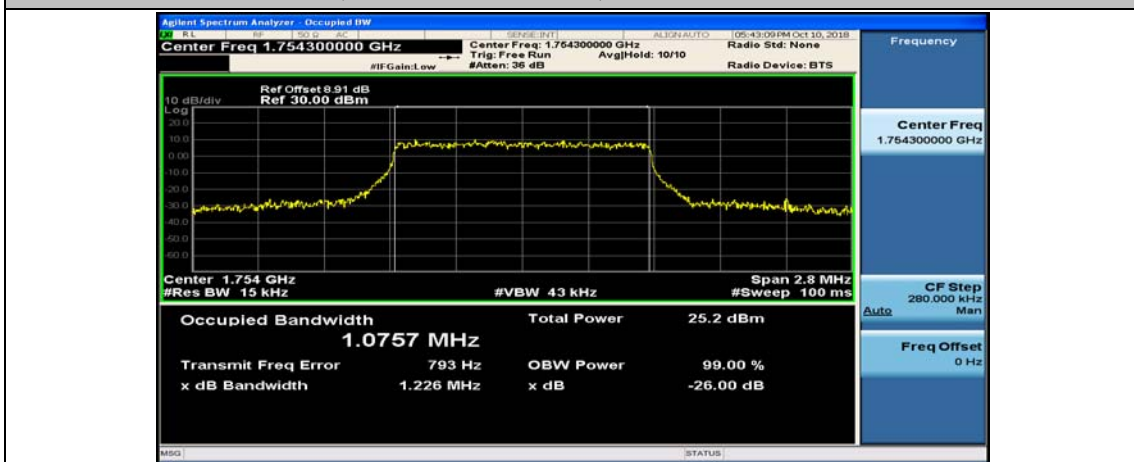 Agilent Spectrum Analyzer - Occupied BW
RL RF 50 Ω AC SENSE:INT ALIGN AUTO 05:43:09 PM Oct 10, 2018
Center Freq 1.754300000 GHz Center Freq: 1.754300000 GHz Radio Std: None Frequency
Trig: Free Run Avg|Hold: 10/10
#IFGain:Low #Atten: 36 dB Radio Device: BTS
Ref Offset 8.91 dB
10 dB/div Ref 30.00 dBm
Log
20.0
10.0
0.00
-10.0
-20.0
-30.0
-40.0
-50.0
-60.0
Center 1.754 GHz Span 2.8 MHz
#Res BW 15 kHz #VBW 43 kHz #Sweep 100 ms
Occupied Bandwidth Total Power 25.2 dBm
1.0757 MHz
Transmit Freq Error 793 Hz OBW Power 99.00 %
x dB Bandwidth 1.226 MHz x dB -26.00 dB
Center Freq
1.754300000 GHz
CF Step
280.000 kHz
Auto Man
Freq Offset
0 Hz
MSG STATUS